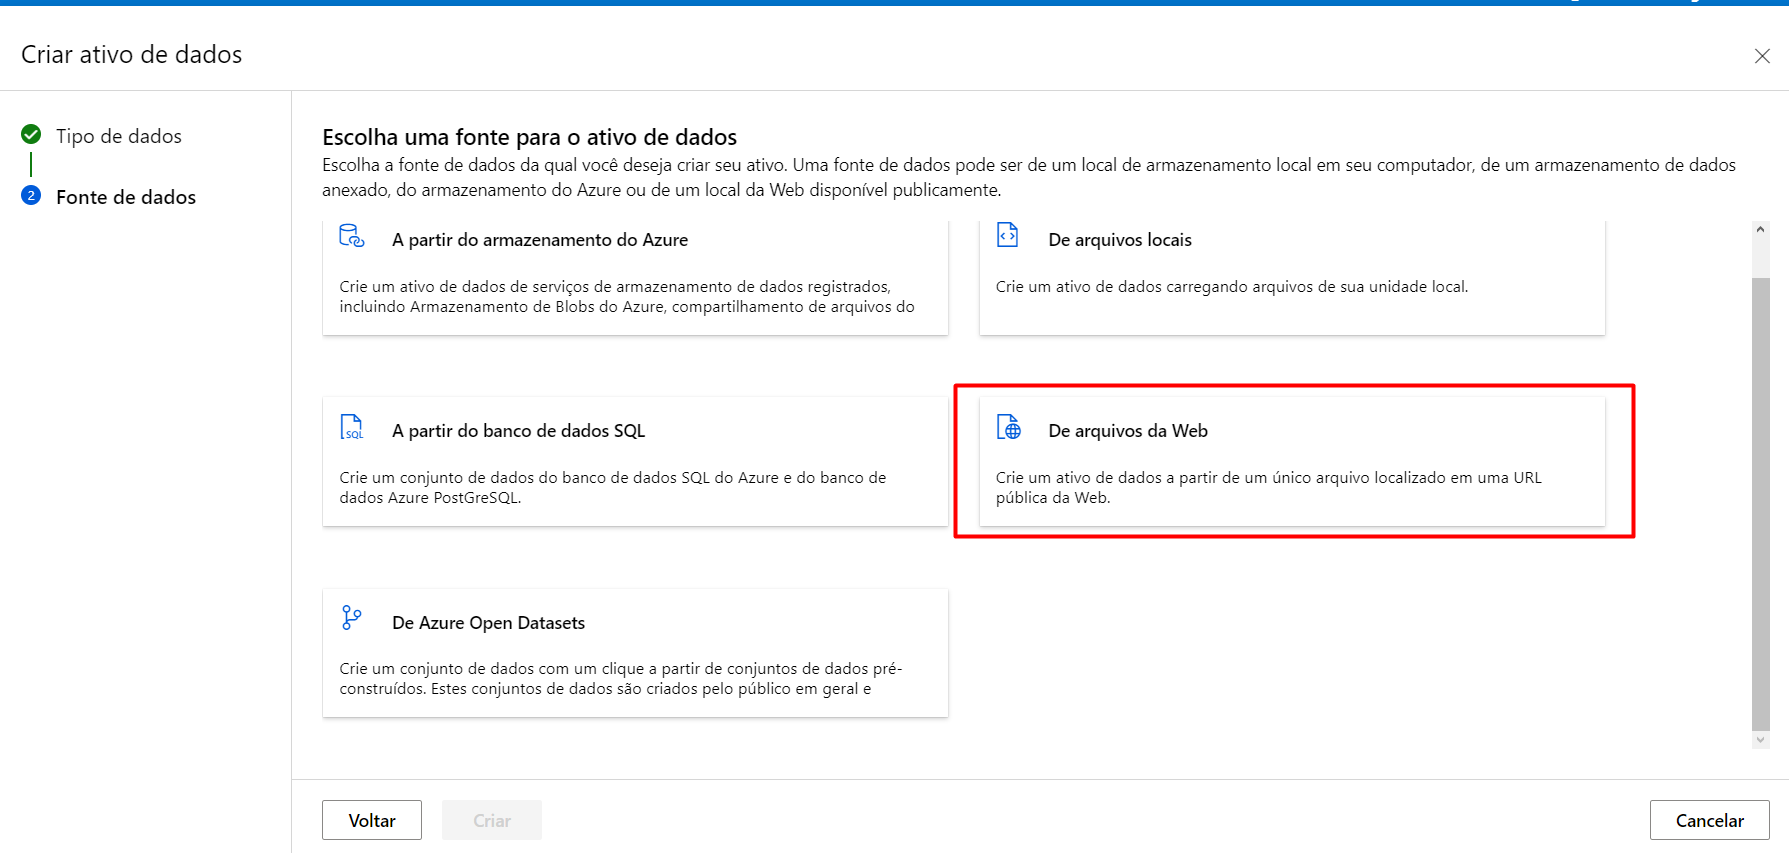 Criar ativo de dados
Tipo de dados
2
Fonte de dados
Escolha uma fonte para o ativo de dados
Escolha a fonte de dados da qual você deseja criar seu ativo. Uma fonte de dados pode ser de um local de armazenamento local em seu computador, de um armazenamento de dados
anexado, do armazenamento do Azure ou de um local da Web disponível publicamente.
A partir do armazenamento do Azure
Crie um ativo de dados de serviços de armazenamento de dados registrados,
incluindo Armazenamento de Blobs do Azure, compartilhamento de arquivos do
De arquivos locais
Crie um ativo de dados carregando arquivos de sua unidade local.
SQL
A partir do banco de dados SQL
Crie um conjunto de dados do banco de dados SQL do Azure e do banco de
dados Azure PostGreSQL.
De arquivos da Web
Crie um ativo de dados a partir de um único arquivo localizado em uma URL
pública da Web.
De Azure Open Datasets
Crie um conjunto de dados com um clique a partir de conjuntos de dados pré-
construídos. Estes conjuntos de dados são criados pelo público em geral e
Voltar
Criar
Cancelar